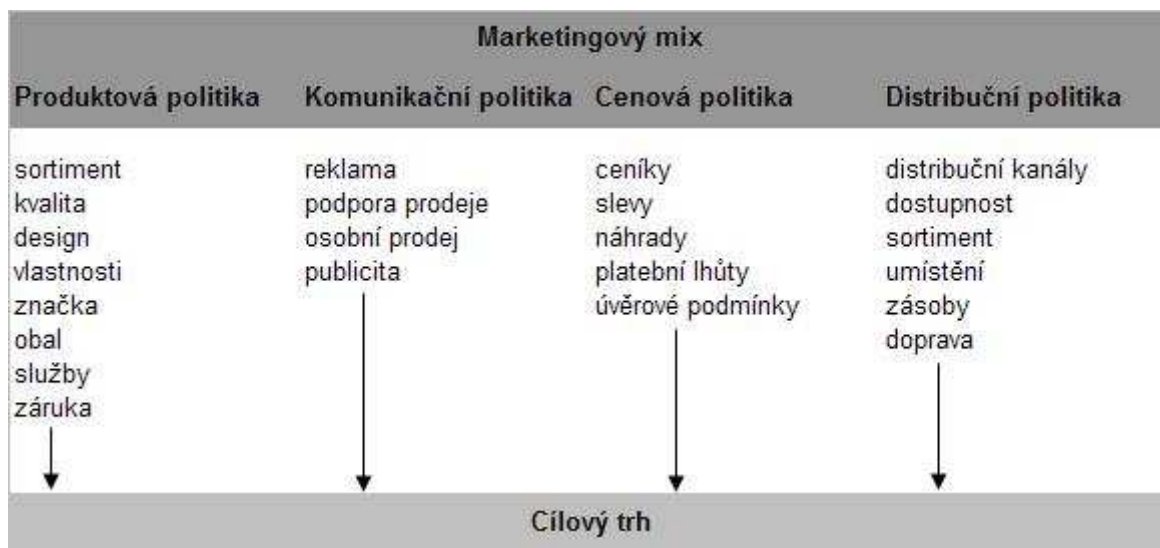 Marketingový mix
Produktová politika Komunikační politika Cenová politika Distribuční politika
sortiment reklama ceníky distribuční kanály
kvalita podpora prodeje slevy dostupnost
design osobní prodej náhrady sortiment
vlastnosti publicita platební lhůty umístění
značka úvěrové podmínky zásoby
obal doprava
služby
záruka
Cílový trh